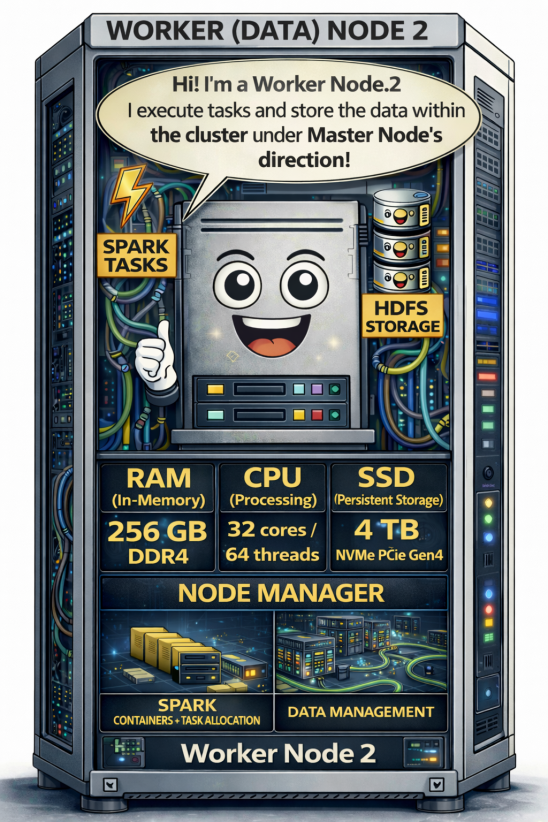 WORKER (DATA) NODE 2
Hi! I'm a Worker Node.2
I execute tasks and store the data within
the cluster under Master Node's
direction!
SPARK
TASKS
HDFS
STORAGE
RAM
(In-Memory)
256 GB
DDR4
CPU
(Processing)
32 cores /
64 threads
SSD
(Persistent Storage)
4 TB
NVMe PCie Gen4
NODE MANAGER
SPARK
CONTAINERS + TASK ALLOCATION
DATA MANAGEMENT
Worker Node 2